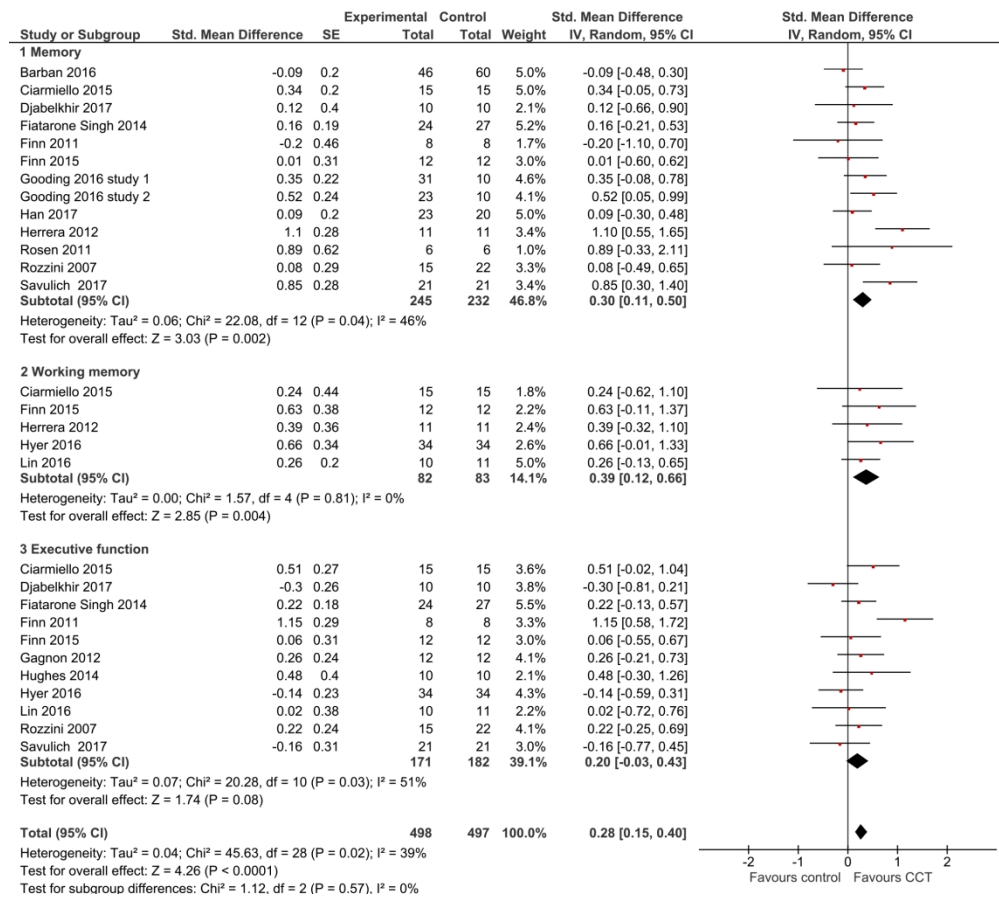 Experimental Control Std. Mean Difference Std. Mean Difference
Study or Subgroup Std. Mean Difference SE Total Total Weight IV, Random, 95% CI IV, Random, 95% CI
1 Memory
Barban 2016 -0.09 0.2 46 60 5.0% -0.09 [-0.48, 0.30]
Ciarmiello 2015 0.34 0.2 15 15 5.0% 0.34 [-0.05, 0.73]
Djabelkhir 2017 0.12 0.4 10 10 2.1% 0.12 [-0.66, 0.90]
Fiatarone Singh 2014 0.16 0.19 24 27 5.2% 0.16 [-0.21, 0.53]
Finn 2011 -0.2 0.46 8 8 1.7% -0.20 [-1.10, 0.70]
Finn 2015 0.01 0.31 12 12 3.0% 0.01 [-0.60, 0.62]
Gooding 2016 study 1 0.35 0.22 31 10 4.6% 0.35 [-0.08, 0.78]
Gooding 2016 study 2 0.52 0.24 23 10 4.1% 0.52 [0.05, 0.99]
Han 2017 0.09 0.2 23 20 5.0% 0.09 [-0.30, 0.48]
Herrera 2012 1.1 0.28 11 11 3.4% 1.10 [0.55, 1.65]
Rosen 2011 0.89 0.62 6 6 1.0% 0.89 [-0.33, 2.11]
Rozzini 2007 0.08 0.29 15 22 3.3% 0.08 [-0.49, 0.65]
Savulich 2017 0.85 0.28 21 21 3.4% 0.85 [0.30, 1.40]
Subtotal (95% CI) 245 232 46.8% 0.30 [0.11, 0.50]
Heterogeneity: Tau² = 0.06; Chi² = 22.08, df = 12 (P = 0.04); I² = 46%
Test for overall effect: Z = 3.03 (P = 0.002)
2 Working memory
Ciarmiello 2015 0.24 0.44 15 15 1.8% 0.24 [-0.62, 1.10]
Finn 2015 0.63 0.38 12 12 2.2% 0.63 [-0.11, 1.37]
Herrera 2012 0.39 0.36 11 11 2.4% 0.39 [-0.32, 1.10]
Hyer 2016 0.66 0.34 34 34 2.6% 0.66 [-0.01, 1.33]
Lin 2016 0.26 0.2 10 11 5.0% 0.26 [-0.13, 0.65]
Subtotal (95% CI) 82 83 14.1% 0.39 [0.12, 0.66]
Heterogeneity: Tau² = 0.00; Chi² = 1.57, df = 4 (P = 0.81); I² = 0%
Test for overall effect: Z = 2.85 (P = 0.004)
3 Executive function
Ciarmiello 2015 0.51 0.27 15 15 3.6% 0.51 [-0.02, 1.04]
Djabelkhir 2017 -0.3 0.26 10 10 3.8% -0.30 [-0.81, 0.21]
Fiatarone Singh 2014 0.22 0.18 24 27 5.5% 0.22 [-0.13, 0.57]
Finn 2011 1.15 0.29 8 8 3.3% 1.15 [0.58, 1.72]
Finn 2015 0.06 0.31 12 12 3.0% 0.06 [-0.55, 0.67]
Gagnon 2012 0.26 0.24 12 12 4.1% 0.26 [-0.21, 0.73]
Hughes 2014 0.48 0.4 10 10 2.1% 0.48 [-0.30, 1.26]
Hyer 2016 -0.14 0.23 34 34 4.3% -0.14 [-0.59, 0.31]
Lin 2016 0.02 0.38 10 11 2.2% 0.02 [-0.72, 0.76]
Rozzini 2007 0.22 0.24 15 22 4.1% 0.22 [-0.25, 0.69]
Savulich 2017 -0.16 0.31 21 21 3.0% -0.16 [-0.77, 0.45]
Subtotal (95% CI) 171 182 39.1% 0.20 [-0.03, 0.43]
Heterogeneity: Tau² = 0.07; Chi² = 20.28, df = 10 (P = 0.03); I² = 51%
Test for overall effect: Z = 1.74 (P = 0.08)
Total (95% CI) 498 497 100.0% 0.28 [0.15, 0.40]
Heterogeneity: Tau² = 0.04; Chi² = 45.63, df = 28 (P = 0.02); I² = 39%
Test for overall effect: Z = 4.26 (P < 0.0001)
Test for subgroup differences: Chi² = 1.12, df = 2 (P = 0.57), I² = 0%
-2 -1 0 1 2
Favours control Favours CCT